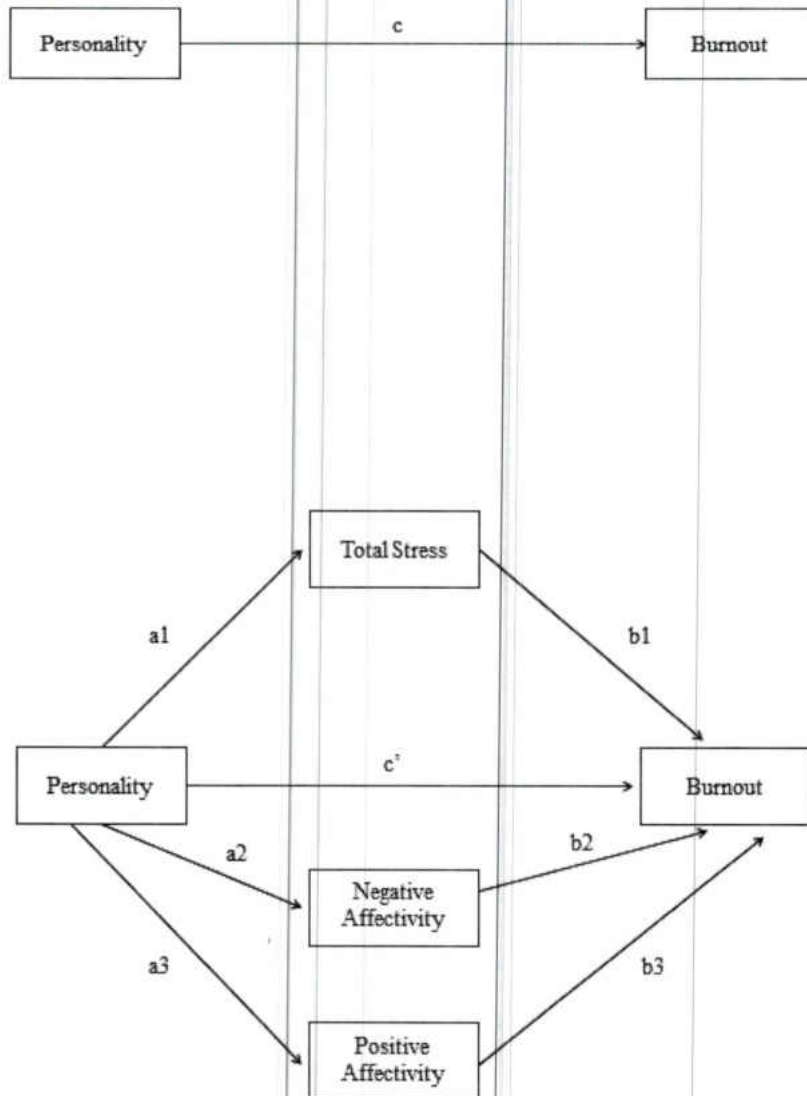 Personality
c
Burnout
Total Stress
a1
b1
Personality
c'
Burnout
a2
b2
Negative
Affectivity
a3
b3
Positive
Affectivity